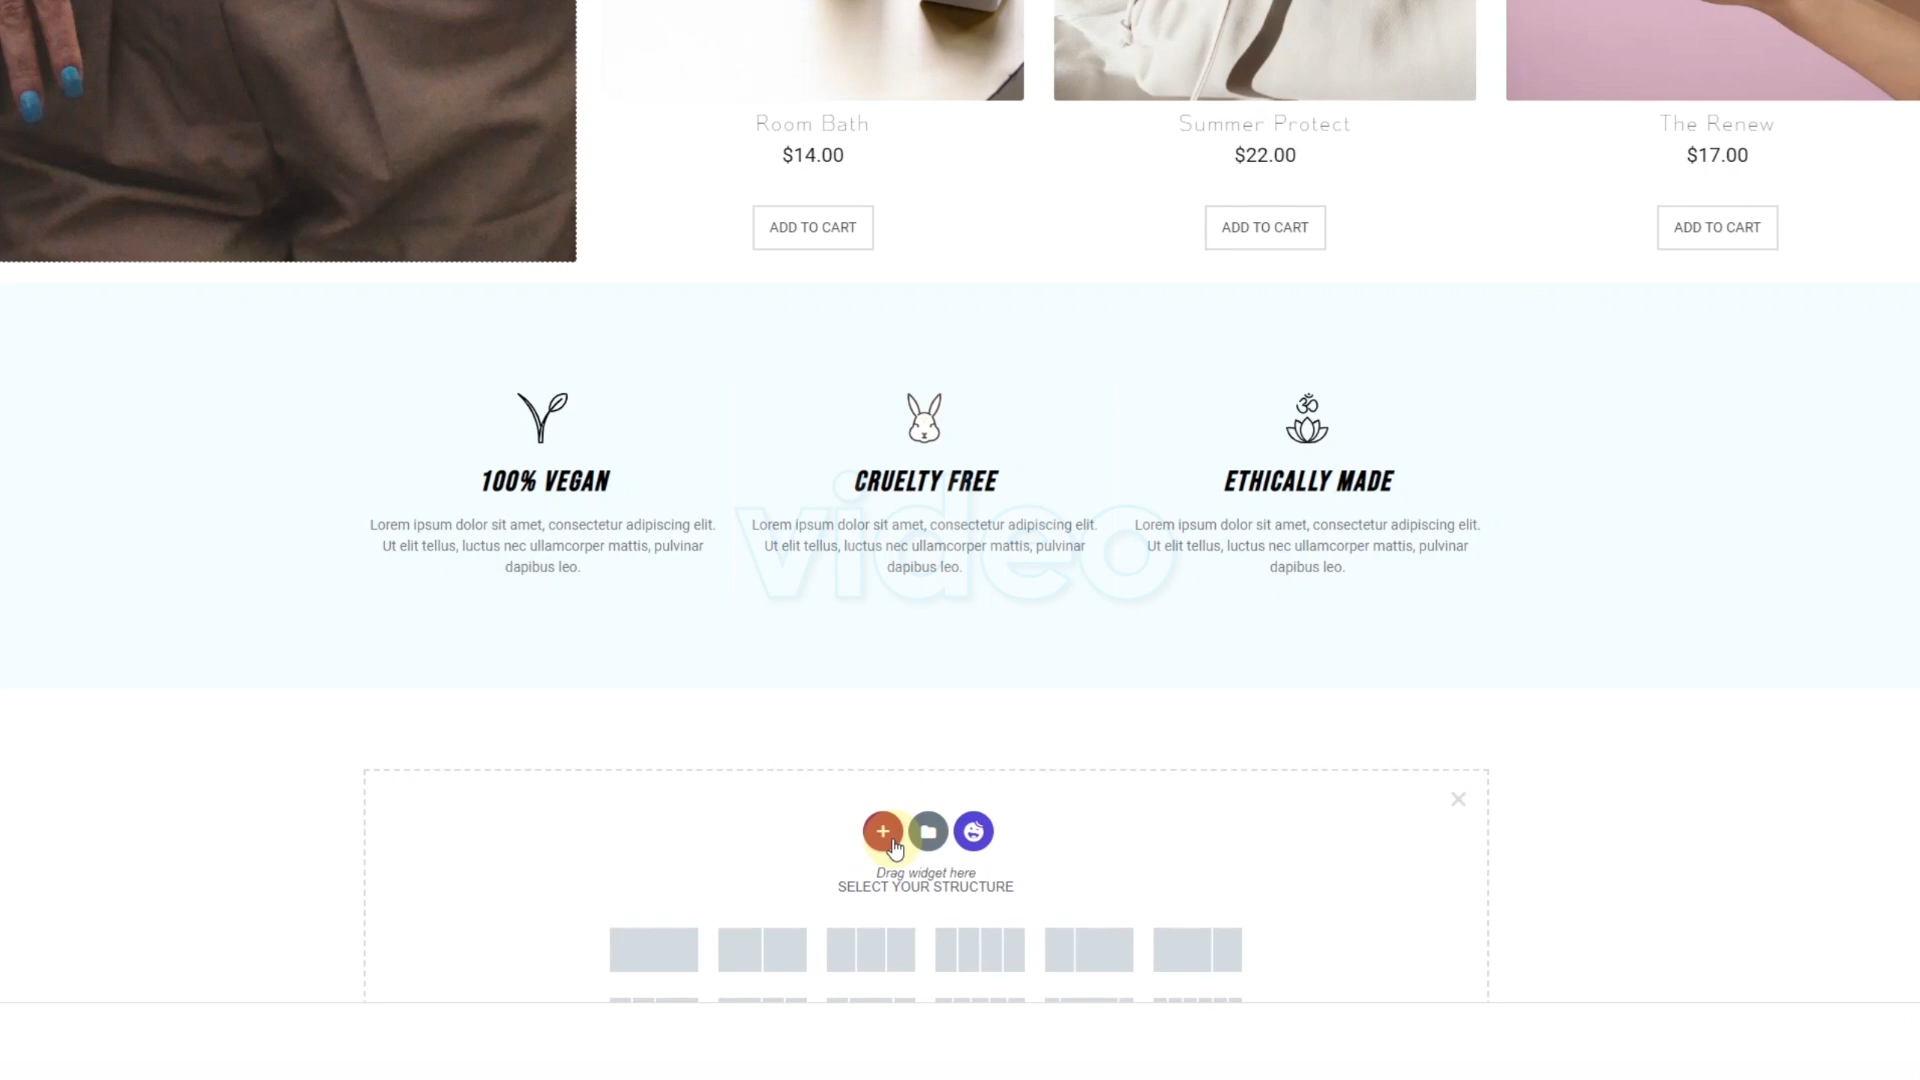 Room Bath
$14.00
ADD TO CART
Summer Protect
$22.00
ADD TO CART
The Renew
$17.00
ADD TO CART
100% VEGAN
Lorem ipsum dolor sit amet, consectetur adipiscing elit.
Ut elit tellus, luctus nec ullamcorper mattis, pulvinar
dapibus leo.
CRUELTY FREE
Lorem ipsum dolor sit amet, consectetur adipiscing elit.
Ut elit tellus, luctus nec ullamcorper mattis, pulvinar
dapibus leo.
ETHICALLY MADE
Lorem ipsum dolor sit amet, consectetur adipiscing elit.
Ut elit tellus, luctus nec ullamcorper mattis, pulvinar
dapibus leo.
video
Drag widget here
SELECT YOUR STRUCTURE